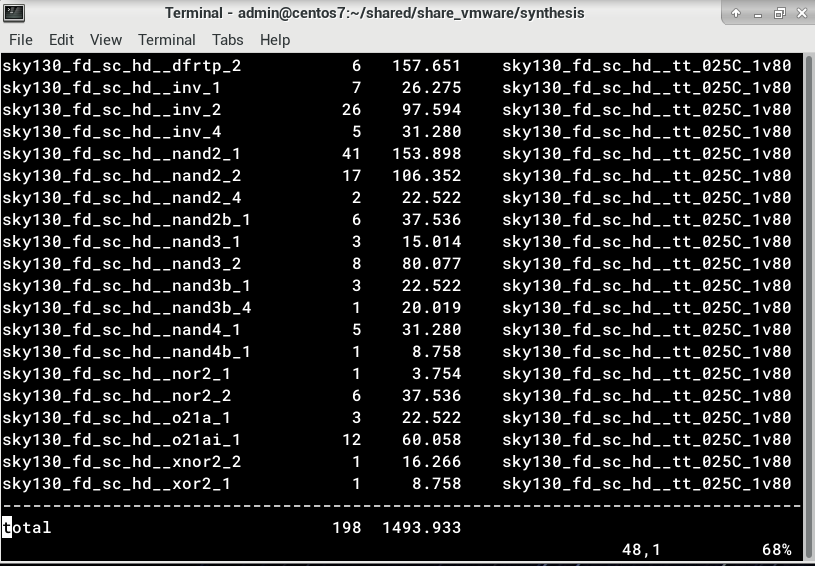 Terminal - admin@centos7:~/shared/share_vmware/synthesis
File Edit View Terminal Tabs Help
sky130_fd_sc_hd__dfrtp_2 6 157.651 sky130_fd_sc_hd__tt_025C_1v80
sky130_fd_sc_hd__inv_1 7 26.275 sky130_fd_sc_hd__tt_025C_1v80
sky130_fd_sc_hd__inv_2 26 97.594 sky130_fd_sc_hd__tt_025C_1v80
sky130_fd_sc_hd__inv_4 5 31.280 sky130_fd_sc_hd__tt_025C_1v80
sky130_fd_sc_hd__nand2_1 41 153.898 sky130_fd_sc_hd__tt_025C_1v80
sky130_fd_sc_hd__nand2_2 17 106.352 sky130_fd_sc_hd__tt_025C_1v80
sky130_fd_sc_hd__nand2_4 2 22.522 sky130_fd_sc_hd__tt_025C_1v80
sky130_fd_sc_hd__nand2b_1 6 37.536 sky130_fd_sc_hd__tt_025C_1v80
sky130_fd_sc_hd__nand3_1 3 15.014 sky130_fd_sc_hd__tt_025C_1v80
sky130_fd_sc_hd__nand3_2 8 80.077 sky130_fd_sc_hd__tt_025C_1v80
sky130_fd_sc_hd__nand3b_1 3 22.522 sky130_fd_sc_hd__tt_025C_1v80
sky130_fd_sc_hd__nand3b_4 1 20.019 sky130_fd_sc_hd__tt_025C_1v80
sky130_fd_sc_hd__nand4_1 5 31.280 sky130_fd_sc_hd__tt_025C_1v80
sky130_fd_sc_hd__nand4b_1 1 8.758 sky130_fd_sc_hd__tt_025C_1v80
sky130_fd_sc_hd__nor2_1 1 3.754 sky130_fd_sc_hd__tt_025C_1v80
sky130_fd_sc_hd__nor2_2 6 37.536 sky130_fd_sc_hd__tt_025C_1v80
sky130_fd_sc_hd__o21a_1 3 22.522 sky130_fd_sc_hd__tt_025C_1v80
sky130_fd_sc_hd__o21ai_1 12 60.058 sky130_fd_sc_hd__tt_025C_1v80
sky130_fd_sc_hd__xnor2_2 1 16.266 sky130_fd_sc_hd__tt_025C_1v80
sky130_fd_sc_hd__xor2_1 1 8.758 sky130_fd_sc_hd__tt_025C_1v80
--------------------------------------------------------------------------------
total 198 1493.933
48,1 68%